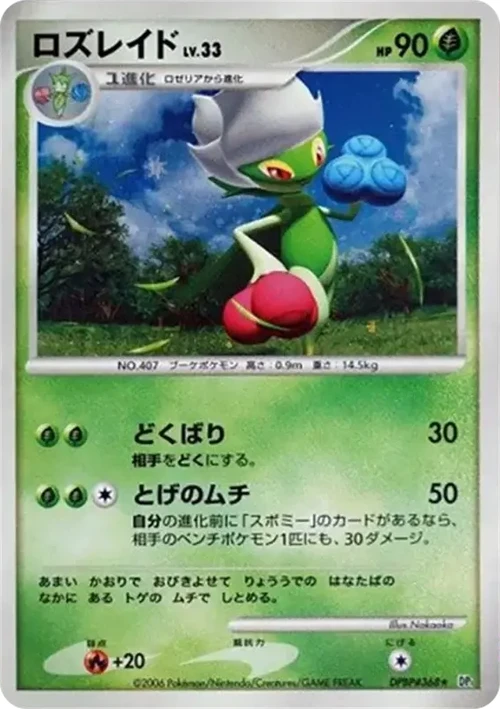 ロズレイド LV.33 HP 90
1進化 ロゼリアから進化
NO.407 ブーケポケモン 高さ:0.9m 重さ:14.5kg
どくばり 30
相手をどくにする。
とげのムチ 50
自分の進化前に「スボミー」のカードがあるなら、
相手のベンチポケモン1匹にも、30ダメージ。
あまい かおりで おびきよせて りょううでの はなたばの
なかに ある トゲの ムチで しとめる。
Illus. Nakaoka
弱点 抵抗力 にげる
+20
DPBP#368 ★ DP
©2006 Pokémon/Nintendo/Creatures/GAME FREAK.